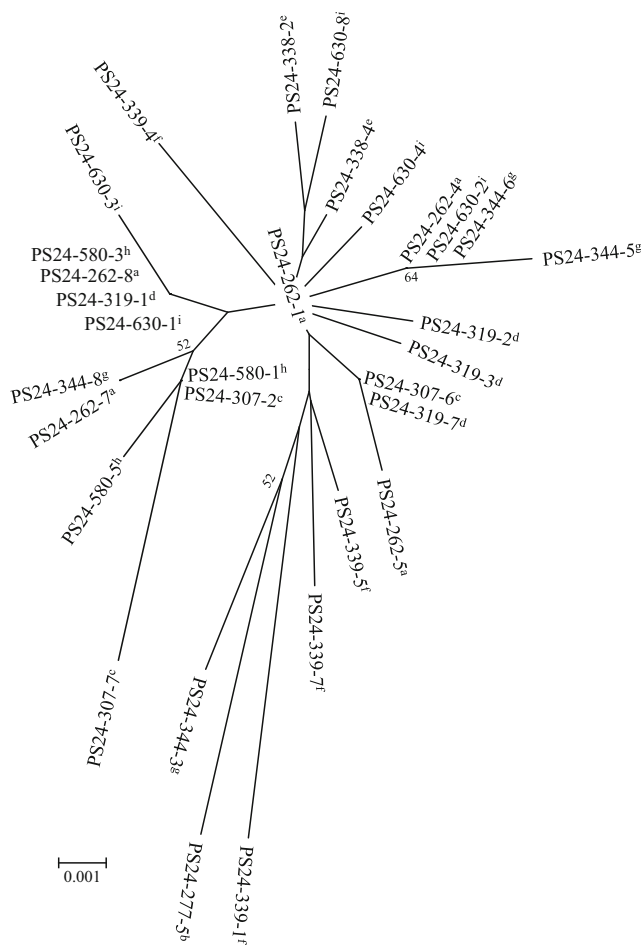 PS24-338-2ᵉ
PS24-630-8ⁱ
PS24-339-4ᶠ
PS24-338-4ᵉ
PS24-630-4ⁱ
PS24-630-3ⁱ
PS24-262-4ᵃ
PS24-630-2ⁱ
PS24-344-6ᵍ
PS24-344-5ᵍ
64
PS24-262-1ᵃ
PS24-580-3ʰ
PS24-262-8ᵃ
PS24-319-1ᵈ
PS24-630-1ⁱ
PS24-319-2ᵈ
PS24-319-3ᵈ
52
PS24-344-8ᵍ
PS24-262-7ᵃ
PS24-580-1ʰ
PS24-307-2ᶜ
PS24-307-6ᶜ
PS24-319-7ᵈ
PS24-580-5ʰ
52
PS24-339-5ᶠ
PS24-262-5ᵃ
PS24-339-7ᶠ
PS24-307-7ᶜ
PS24-344-3ᵍ
PS24-277-5ᵇ
PS24-339-1ᶠ
0.001